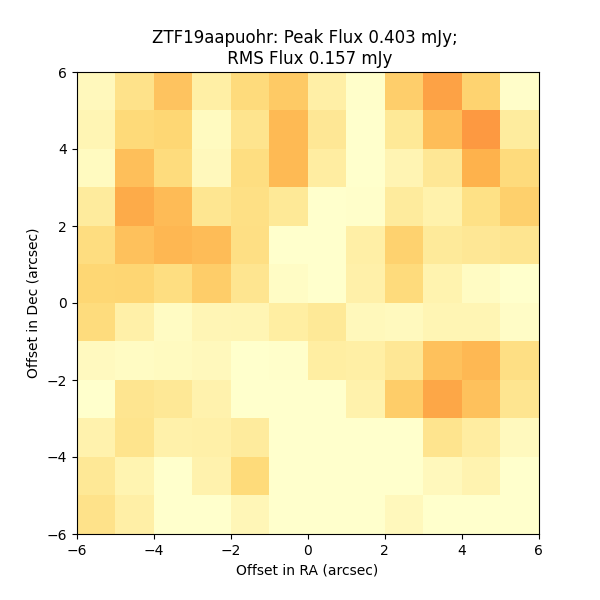 ZTF19aapuohr: Peak Flux 0.403 mJy;
RMS Flux 0.157 mJy
6
4
2
0
−2
−4
−6
Offset in Dec (arcsec)
−6 −4 −2 0 2 4 6
Offset in RA (arcsec)